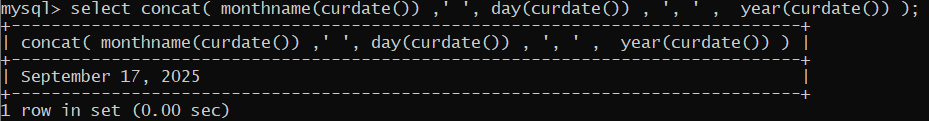 mysql> select concat( monthname(curdate()) ,' ', day(curdate()) , ', ' ,  year(curdate()) );
+----------------------------------------------------------------------------+
| concat( monthname(curdate()) ,' ', day(curdate()) , ', ' ,  year(curdate()) ) |
+----------------------------------------------------------------------------+
| September 17, 2025                                                         |
+----------------------------------------------------------------------------+
1 row in set (0.00 sec)